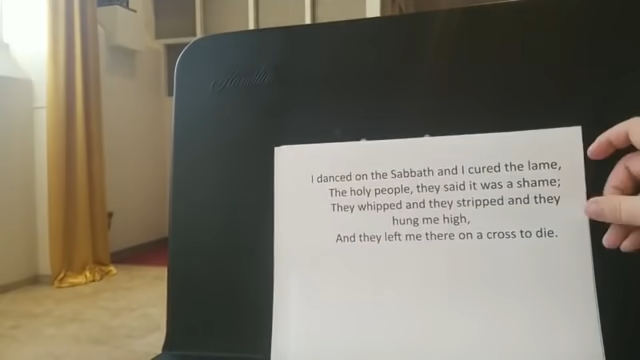 Hamilton
I danced on the Sabbath and I cured the lame,
The holy people, they said it was a shame;
They whipped and they stripped and they
hung me high,
And they left me there on a cross to die.